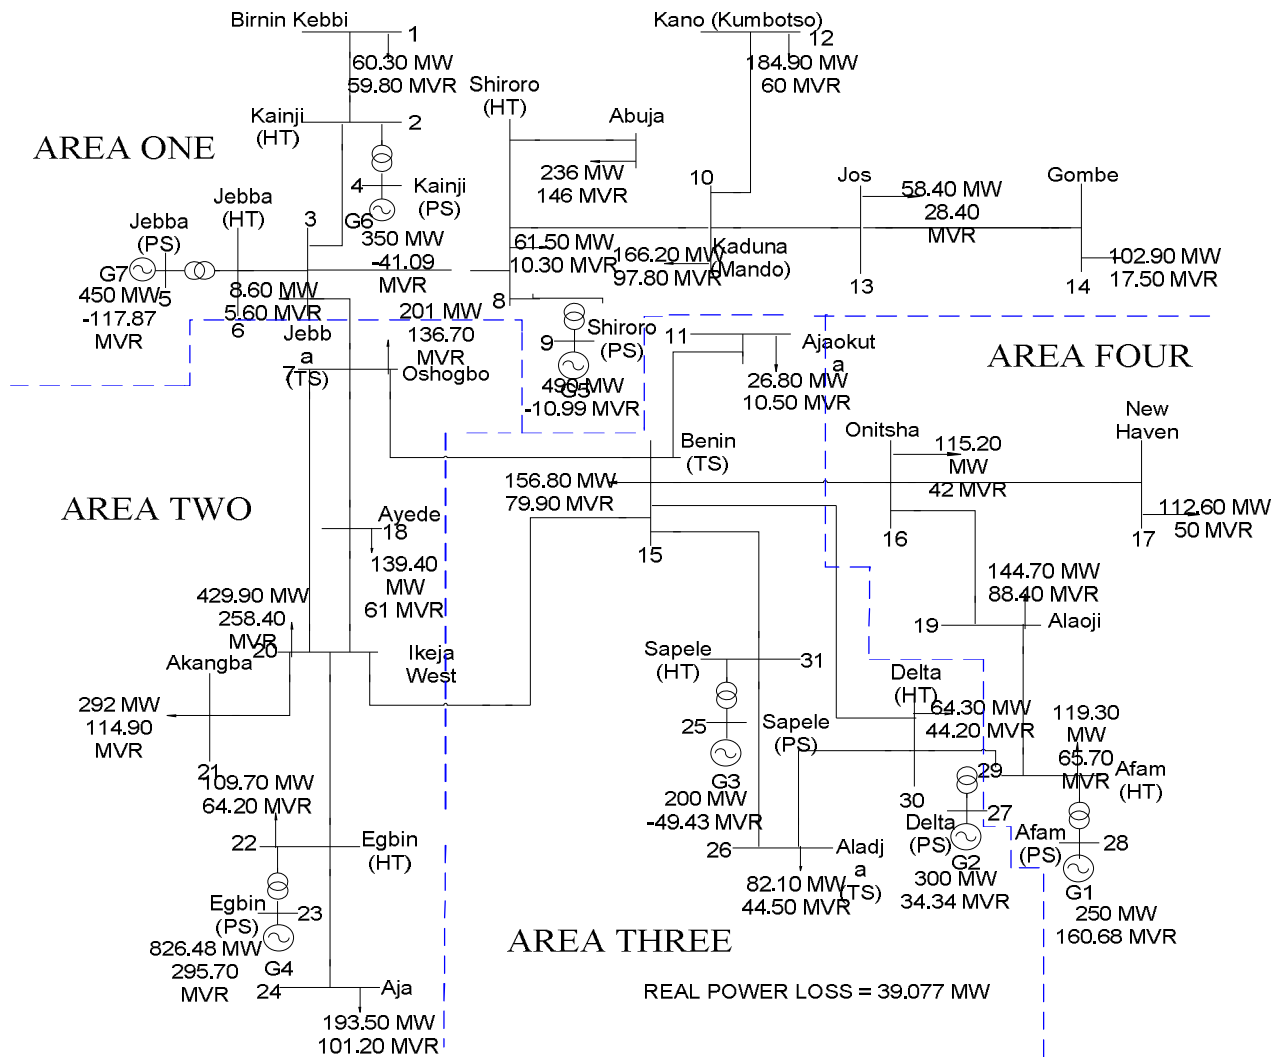 Birnin Kebbi
1
60.30 MW
59.80 MVR
Kano (Kumbotso)
12
184.90 MW
60 MVR
Shiroro
(HT)
Kainji
(HT)
2
AREA ONE
Abuja
236 MW
146 MVR
4
Kainji
(PS)
G6
350 MW
-41.09
MVR
10
Jos
58.40 MW
28.40
MVR
Gombe
102.90 MW
17.50 MVR
14
13
Jebba
(HT)
3
Jebba
(PS)
G7
450 MW
-117.87
MVR
5
8.60 MW
5.60 MVR
6
Jebb
a
(TS)
7
61.50 MW
10.30 MVR
166.20 MW
97.80 MVR
Kaduna
(Mando)
8
201 MW
136.70
MVR
Oshogbo
9
Shiroro
(PS)
G5
490 MW
-10.99 MVR
11
Ajaokut
a
26.80 MW
10.50 MVR
AREA FOUR
Benin
(TS)
156.80 MW
79.90 MVR
15
Onitsha
115.20
MW
42 MVR
16
New
Haven
112.60 MW
50 MVR
17
AREA TWO
Ayede
18
139.40
MW
61 MVR
429.90 MW
258.40
MVR
20
Ikeja
West
Akangba
292 MW
114.90
MVR
21
144.70 MW
88.40 MVR
19
Alaoji
Sapele
(HT)
31
25
G3
200 MW
-49.43 MVR
Sapele
(PS)
Delta
(HT)
64.30 MW
44.20 MVR
30
119.30
MW
65.70
MVR
29
Afam
(HT)
109.70 MW
64.20 MVR
22
Egbin
(HT)
26
Aladj
a
(TS)
82.10 MW
44.50 MVR
27
Delta
(PS)
G2
300 MW
34.34 MVR
Afam
(PS)
28
G1
250 MW
160.68 MVR
Egbin
(PS)
23
826.48 MW
295.70
MVR
G4
24
Aja
193.50 MW
101.20 MVR
AREA THREE
REAL POWER LOSS = 39.077 MW